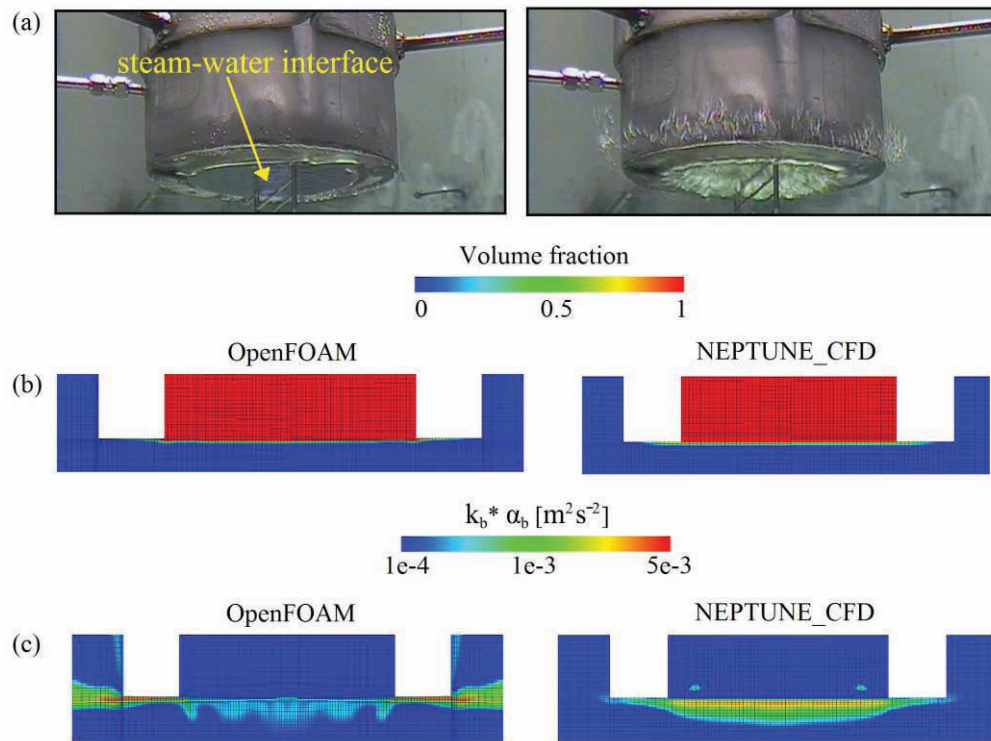 (a)
steam-water interface
Volume fraction
0 0.5 1
OpenFOAM NEPTUNE_CFD
(b)
k_b* α_b [m²s⁻²]
1e-4 1e-3 5e-3
OpenFOAM NEPTUNE_CFD
(c)